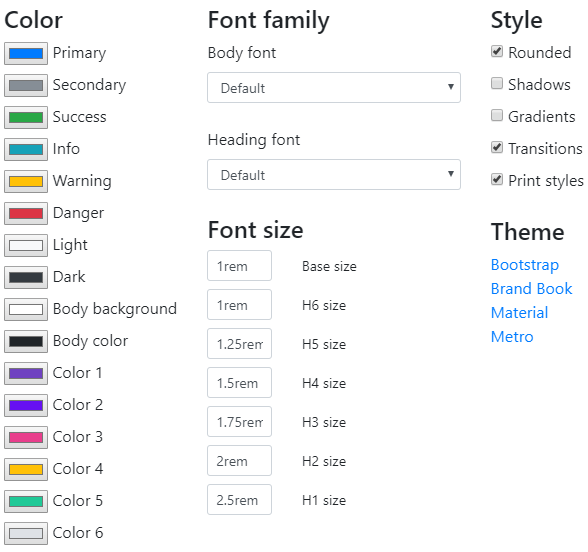 Color
Primary
Secondary
Success
Info
Warning
Danger
Light
Dark
Body background
Body color
Color 1
Color 2
Color 3
Color 4
Color 5
Color 6
Font family
Body font
Default
Heading font
Default
Font size
1rem Base size
1rem H6 size
1.25rem H5 size
1.5rem H4 size
1.75rem H3 size
2rem H2 size
2.5rem H1 size
Style
Rounded
Shadows
Gradients
Transitions
Print styles
Theme
Bootstrap
Brand Book
Material
Metro